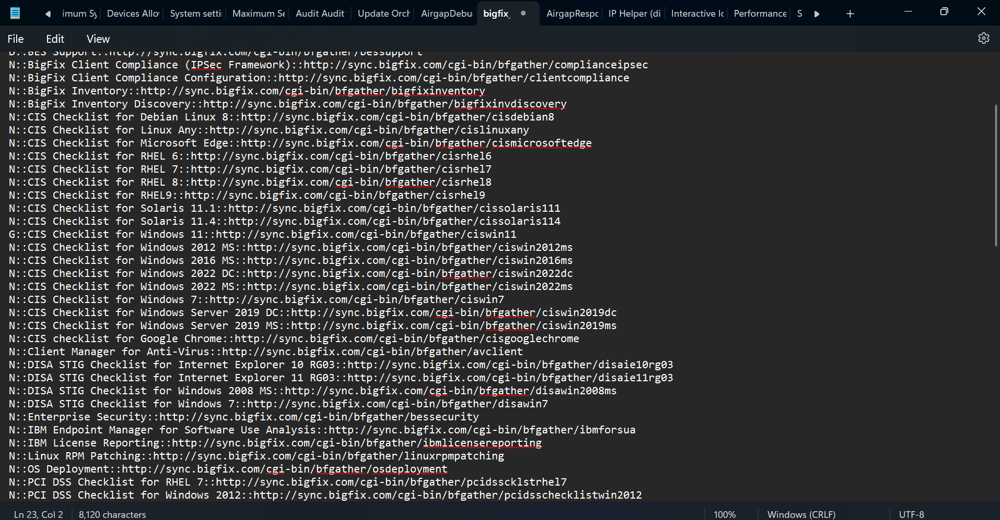 imum Sy Devices Allo System setti Maximum Se Audit Audit Update Orch AirgapDebu bigfix_ AirgapRespo IP Helper (di Interactive lo Performance S
File Edit View
D::BES Support::http://sync.bigfix.com/cgi-bin/bfgather/bessupport
N::BigFix Client Compliance (IPSec Framework)::http://sync.bigfix.com/cgi-bin/bfgather/complianceipsec
N::BigFix Client Compliance Configuration::http://sync.bigfix.com/cgi-bin/bfgather/clientcompliance
N::BigFix Inventory::http://sync.bigfix.com/cgi-bin/bfgather/bigfixinventory
N::BigFix Inventory Discovery::http://sync.bigfix.com/cgi-bin/bfgather/bigfixinvdiscovery
N::CIS Checklist for Debian Linux 8::http://sync.bigfix.com/cgi-bin/bfgather/cisdebian8
N::CIS Checklist for Linux Any::http://sync.bigfix.com/cgi-bin/bfgather/cislinuxany
N::CIS Checklist for Microsoft Edge::http://sync.bigfix.com/cgi-bin/bfgather/cismicrosoftedge
N::CIS Checklist for RHEL 6::http://sync.bigfix.com/cgi-bin/bfgather/cisrhel6
N::CIS Checklist for RHEL 7::http://sync.bigfix.com/cgi-bin/bfgather/cisrhel7
N::CIS Checklist for RHEL 8::http://sync.bigfix.com/cgi-bin/bfgather/cisrhel8
N::CIS Checklist for RHEL9::http://sync.bigfix.com/cgi-bin/bfgather/cisrhel9
N::CIS Checklist for Solaris 11.1::http://sync.bigfix.com/cgi-bin/bfgather/cissolaris111
N::CIS Checklist for Solaris 11.4::http://sync.bigfix.com/cgi-bin/bfgather/cissolaris114
G::CIS Checklist for Windows 11::http://sync.bigfix.com/cgi-bin/bfgather/ciswin11
N::CIS Checklist for Windows 2012 MS::http://sync.bigfix.com/cgi-bin/bfgather/ciswin2012ms
N::CIS Checklist for Windows 2016 MS::http://sync.bigfix.com/cgi-bin/bfgather/ciswin2016ms
N::CIS Checklist for Windows 2022 DC::http://sync.bigfix.com/cgi-bin/bfgather/ciswin2022dc
N::CIS Checklist for Windows 2022 MS::http://sync.bigfix.com/cgi-bin/bfgather/ciswin2022ms
N::CIS Checklist for Windows 7::http://sync.bigfix.com/cgi-bin/bfgather/ciswin7
N::CIS Checklist for Windows Server 2019 DC::http://sync.bigfix.com/cgi-bin/bfgather/ciswin2019dc
N::CIS Checklist for Windows Server 2019 MS::http://sync.bigfix.com/cgi-bin/bfgather/ciswin2019ms
N::CIS checklist for Google Chrome::http://sync.bigfix.com/cgi-bin/bfgather/cisgooglechrome
N::Client Manager for Anti-Virus::http://sync.bigfix.com/cgi-bin/bfgather/avclient
N::DISA STIG Checklist for Internet Explorer 10 RG03::http://sync.bigfix.com/cgi-bin/bfgather/disaie10rg03
N::DISA STIG Checklist for Internet Explorer 11 RG03::http://sync.bigfix.com/cgi-bin/bfgather/disaie11rg03
N::DISA STIG Checklist for Windows 2008 MS::http://sync.bigfix.com/cgi-bin/bfgather/disawin2008ms
N::DISA STIG Checklist for Windows 7::http://sync.bigfix.com/cgi-bin/bfgather/disawin7
N::Enterprise Security::http://sync.bigfix.com/cgi-bin/bfgather/bessecurity
N::IBM Endpoint Manager for Software Use Analysis::http://sync.bigfix.com/cgi-bin/bfgather/ibmforsua
N::IBM License Reporting::http://sync.bigfix.com/cgi-bin/bfgather/ibmlicensereporting
N::Linux RPM Patching::http://sync.bigfix.com/cgi-bin/bfgather/linuxrpmpatching
N::OS Deployment::http://sync.bigfix.com/cgi-bin/bfgather/osdeployment
N::PCI DSS Checklist for RHEL 7::http://sync.bigfix.com/cgi-bin/bfgather/pcidsscklstrhel7
N::PCI DSS Checklist for Windows 2012::http://sync.bigfix.com/cgi-bin/bfgather/pcidsschecklistwin2012
Ln 23, Col 2 8,120 characters 100% Windows (CRLF) UTF-8